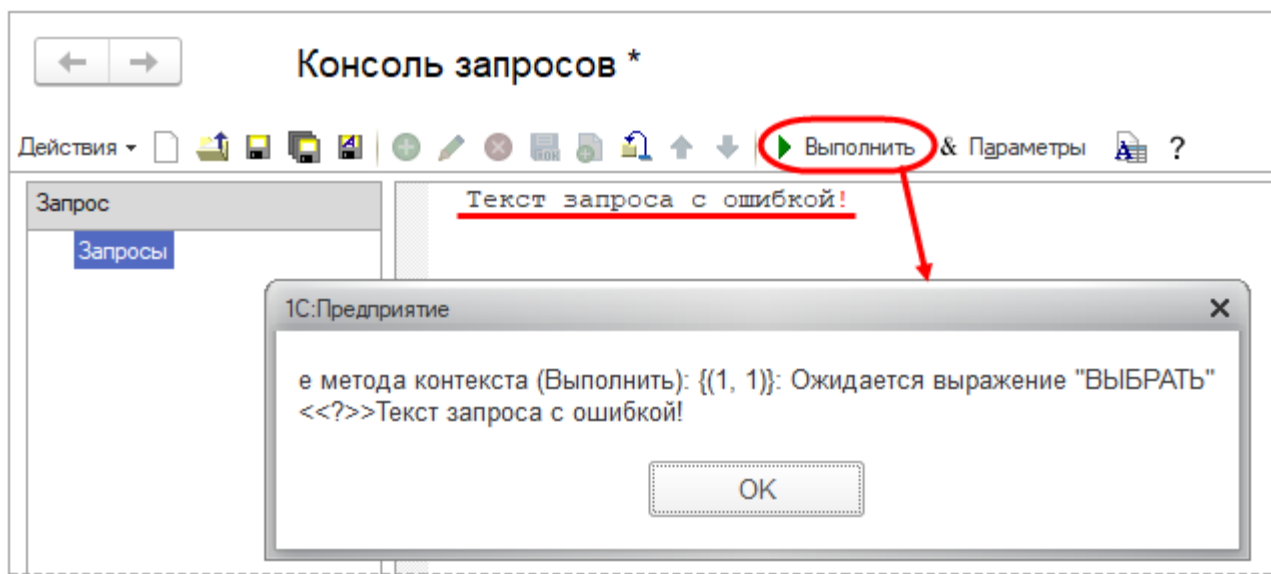 Консоль запросов *
Действия Выполнить & Параметры ?
Запрос
Запросы
Текст запроса с ошибкой!
1С:Предприятие
е метода контекста (Выполнить): {(1, 1)}: Ожидается выражение "ВЫБРАТЬ"
<<?>>Текст запроса с ошибкой!
OK